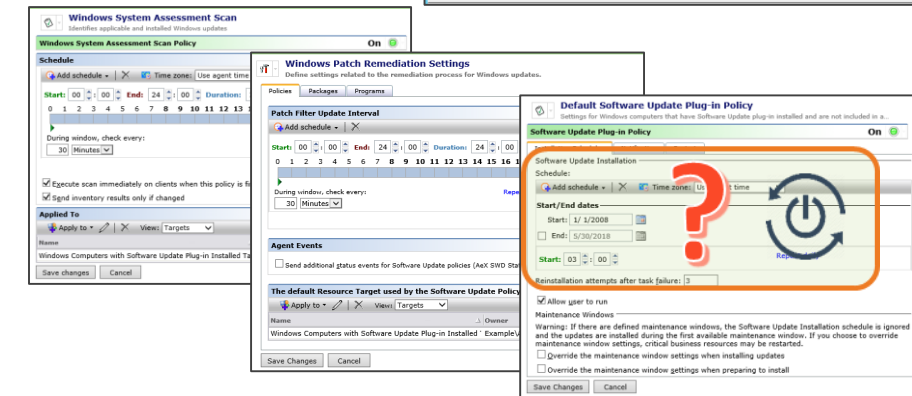 Windows System Assessment Scan
Identifies applicable and installed Windows updates
Windows System Assessment Scan Policy On
Schedule
Add schedule Time zone: Use agent time
Start: 00 : 00 End: 24 : 00 Duration:
0 1 2 3 4 5 6 7 8 9 10 11 12 13
During window, check every:
30 Minutes
Execute scan immediately on clients when this policy is fi
Send inventory results only if changed
Applied To
Apply to View: Targets
Name
Windows Computers with Software Update Plug-in Installed Ta
Save changes Cancel
Windows Patch Remediation Settings
Define settings related to the remediation process for Windows updates.
Policies Packages Programs
Patch Filter Update Interval
Add schedule
Start: 00 : 00 End: 24 : 00 Duration: 24 : 00
0 1 2 3 4 5 6 7 8 9 10 11 12 13 14 15 16 1
During window, check every: Repe
30 Minutes
Agent Events
Send additional status events for Software Update policies (AeX SWD Stat
The default Resource Target used by the Software Update Policy
Apply to View: Targets
Name Owner
Windows Computers with Software Update Plug-in Installed ` Example\
Save Changes Cancel
Default Software Update Plug-in Policy
Settings for Windows computers that have Software Update plug-in installed and are not included in a...
Software Update Plug-in Policy On
Software Update Installation
Schedule:
Add schedule Time zone: Us t time
Start/End dates
Start: 1/ 1/2008
End: 5/30/2018
Start: 03 : 00
?
Reinstallation attempts after task failure: 3
Allow user to run
Maintenance Windows
Warning: If there are defined maintenance windows, the Software Update Installation schedule is ignored
and the updates are installed during the first available maintenance window. If you choose to override
maintenance window settings, critical business resources may be restarted.
Override the maintenance window settings when installing updates
Override the maintenance window settings when preparing to install
Save Changes Cancel